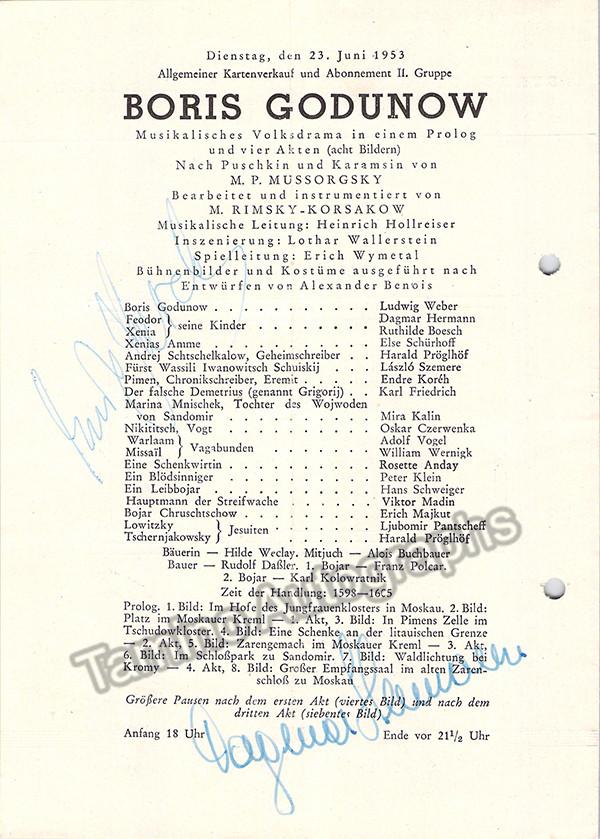 Dienstag, den 23. Juni 1953
Allgemeiner Kartenverkauf und Abonnement II. Gruppe
BORIS GODUNOW
Musikalisches Volksdrama in einem Prolog
und vier Akten (acht Bildern)
Nach Puschkin und Karamsin von
M. P. MUSSORGSKY
Bearbeitet und instrumentiert von
M. RIMSKY-KORSAKOW
Musikalische Leitung: Heinrich Hollreiser
Inszenierung: Lothar Wallerstein
Spielleitung: Erich Wymetal
Bühnenbilder und Kostüme ausgeführt nach
Entwürfen von Alexander Benois
Boris Godunow . . . . . . . . . . Ludwig Weber
Feodor } seine Kinder . . . . . . . . Dagmar Hermann
Xenia } Ruthilde Boesch
Xenias Amme . . . . . . . . . . Else Schürhoff
Andrej Schtschelkalow, Geheimschreiber . . Harald Pröglhöf
Fürst Wassili Iwanowitsch Schuiskij . . . László Szemere
Pimen, Chronikschreiber, Eremit . . . . . Endre Koréh
Der falsche Demetrius (genannt Grigorij) . . Karl Friedrich
Marina Mnischek, Tochter des Wojwoden
von Sandomir . . . . . . . . . Mira Kalin
Nikititsch, Vogt . . . . . . . . . Oskar Czerwenka
Warlaam } Vagabunden . . . . . . . Adolf Vogel
Missaïl } William Wernigk
Eine Schenkwirtin . . . . . . . . . Rosette Anday
Ein Blödsinniger . . . . . . . . . Peter Klein
Ein Leibbojar . . . . . . . . . . Hans Schweiger
Hauptmann der Streifwache . . . . . . Viktor Madin
Bojar Chruschtschow . . . . . . . . Erich Majkut
Lowitzky } Jesuiten . . . . . . . Ljubomir Pantscheff
Tschernjakowsky } Harald Pröglhöf
Bäuerin — Hilde Weclay. Mitjuch — Alois Buchbauer
Bauer — Rudolf Daßler. 1. Bojar — Franz Polcar.
2. Bojar — Karl Kolowratnik
Zeit der Handlung: 1598—1605
Prolog. 1. Bild: Im Hofe des Jungfrauenklosters in Moskau. 2. Bild:
Platz im Moskauer Kreml — 1. Akt, 3. Bild: In Pimens Zelle im
Tschudowkloster. 4. Bild: Eine Schenke an der litauischen Grenze
— 2. Akt, 5. Bild: Zarengemach im Moskauer Kreml — 3. Akt,
6. Bild: Im Schloßpark zu Sandomir. 7. Bild: Waldlichtung bei
Kromy — 4. Akt, 8. Bild: Großer Empfangssaal im alten Zaren-
schloß zu Moskau
Größere Pausen nach dem ersten Akt (viertes Bild) und nach dem
dritten Akt (siebentes Bild)
Anfang 18 Uhr Ende vor 21½ Uhr
Dagmar Hermann
Tamino Autographs